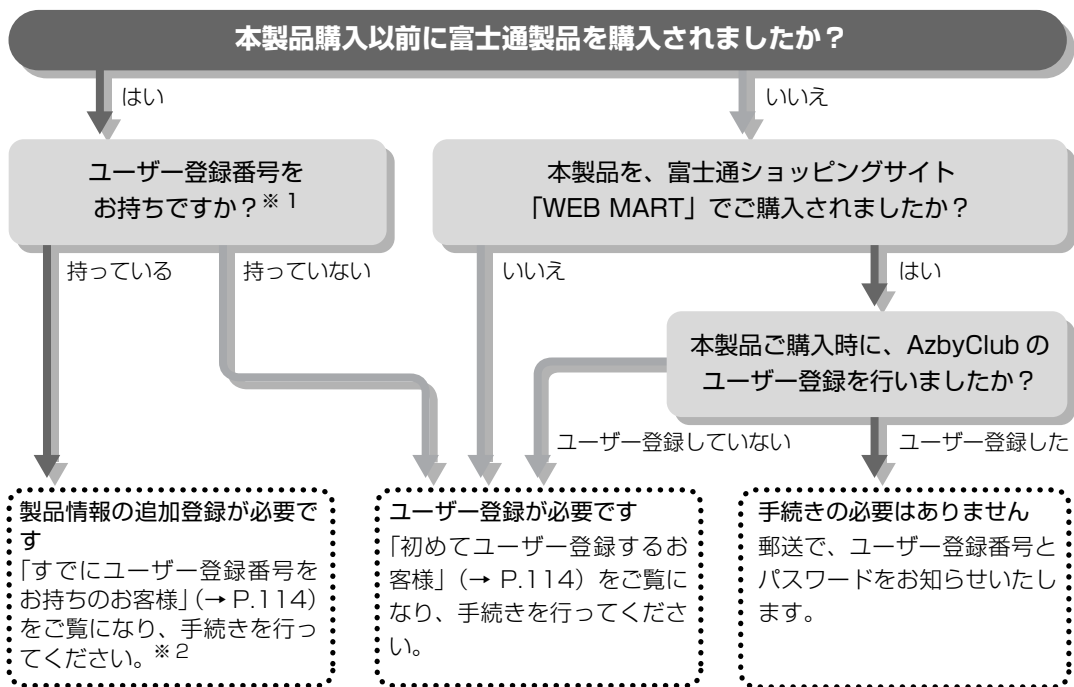 本製品購入以前に富士通製品を購入されましたか？
はい
いいえ
ユーザー登録番号を
お持ちですか？※1
本製品を、富士通ショッピングサイト
「WEB MART」でご購入されましたか？
持っている
持っていない
いいえ
はい
本製品ご購入時に、AzbyClub の
ユーザー登録を行いましたか？
ユーザー登録していない
ユーザー登録した
製品情報の追加登録が必要で
す
「すでにユーザー登録番号を
お持ちのお客様」（→ P.114）
をご覧になり、手続きを行っ
てください。※2
ユーザー登録が必要です
「初めてユーザー登録するお
客様」（→ P.114）をご覧に
なり、手続きを行ってくださ
い。
手続きの必要はありません
郵送で、ユーザー登録番号と
パスワードをお知らせいたし
ます。